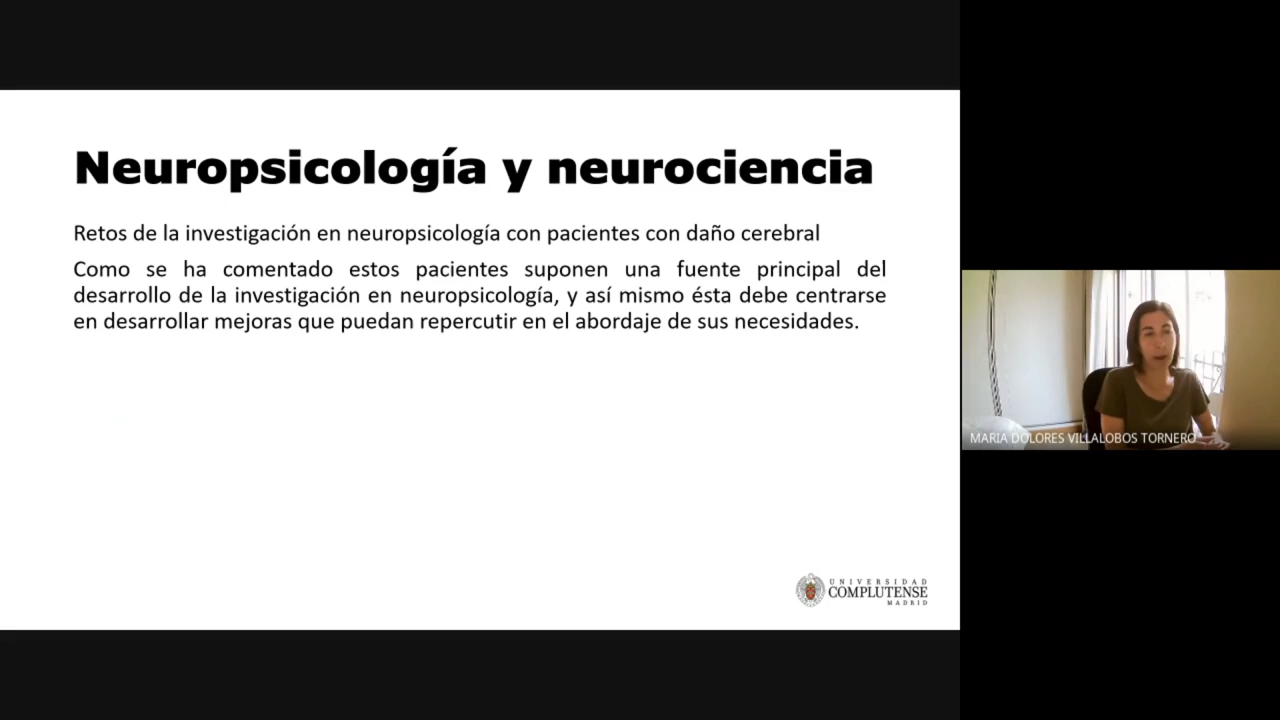 Neuropsicología y neurociencia
Retos de la investigación en neuropsicología con pacientes con daño cerebral
Como se ha comentado estos pacientes suponen una fuente principal del
desarrollo de la investigación en neuropsicología, y así mismo ésta debe centrarse
en desarrollar mejoras que puedan repercutir en el abordaje de sus necesidades.
MARIA DOLORES VILLALOBOS TORNERO
UNIVERSIDAD
COMPLUTENSE
MADRID